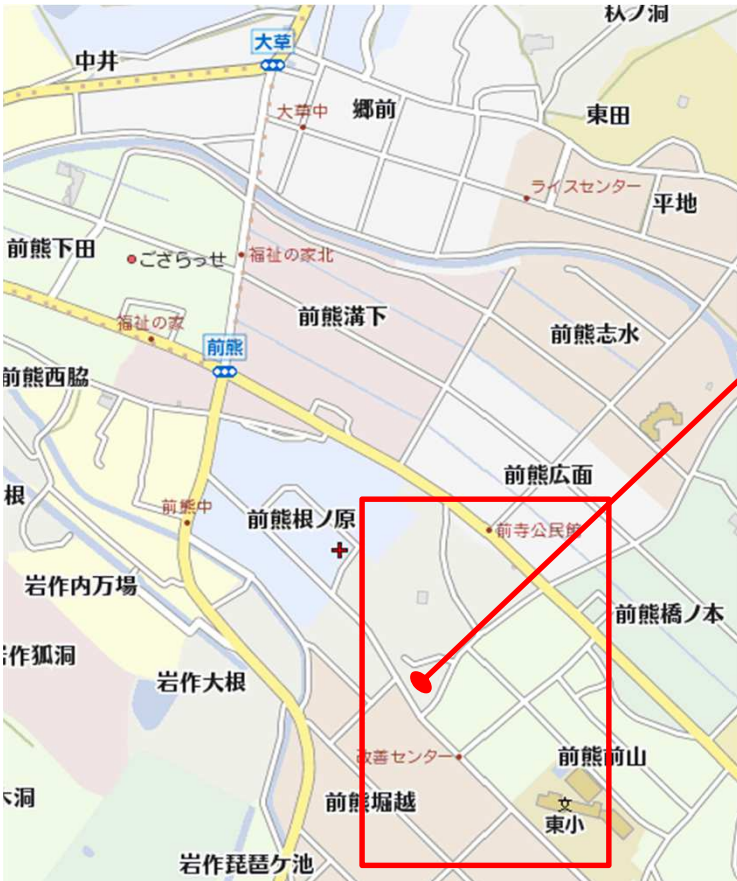 杁ノ洞
大草
中井
郷前
大草中
東田
ライスセンター
平地
前熊下田
ごさらっせ
福祉の家北
前熊溝下
福祉の家
前熊志水
前熊
前熊西脇
前熊広面
根
前熊中
前熊根ノ原
前寺公民館
岩作内万場
前熊橋ノ本
作狐洞
岩作大根
改善センター
前熊前山
洞
前熊堀越
文
東小
岩作琵琶ケ池